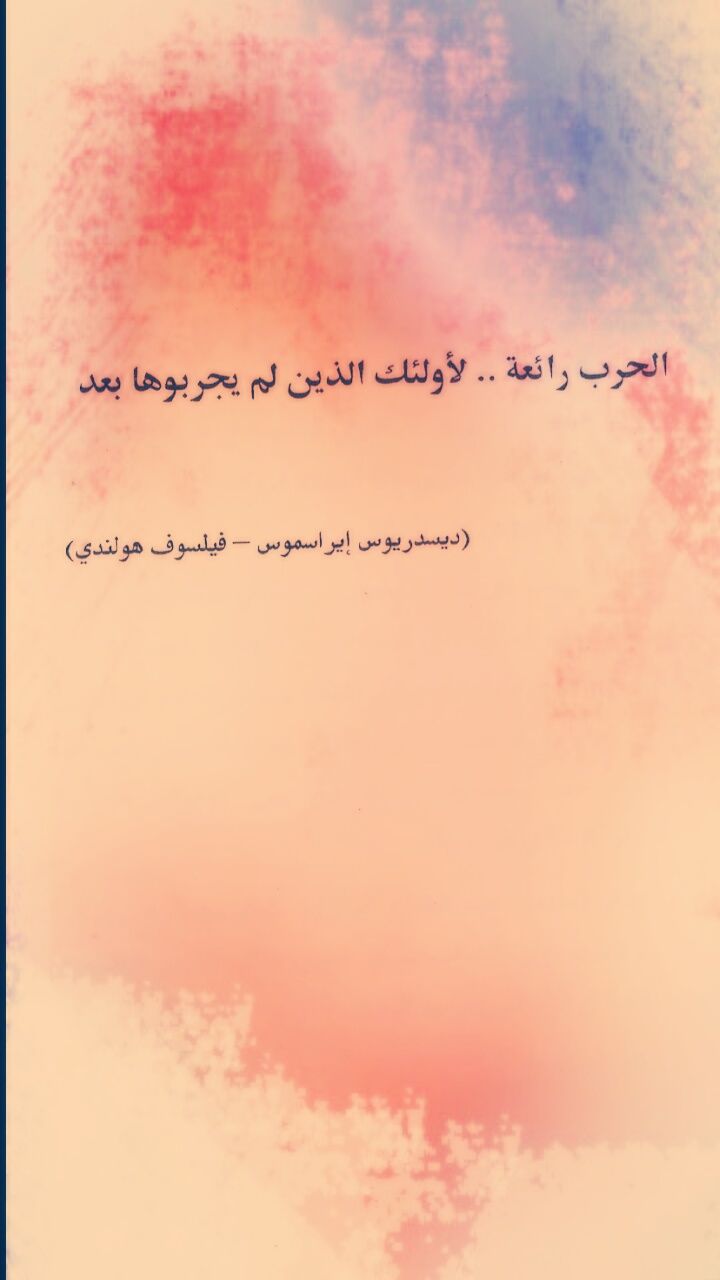 الحرب رائعة .. لأولئك الذين لم يجربوها بعد
(ديسدريوس إيراسموس – فيلسوف هولندي)